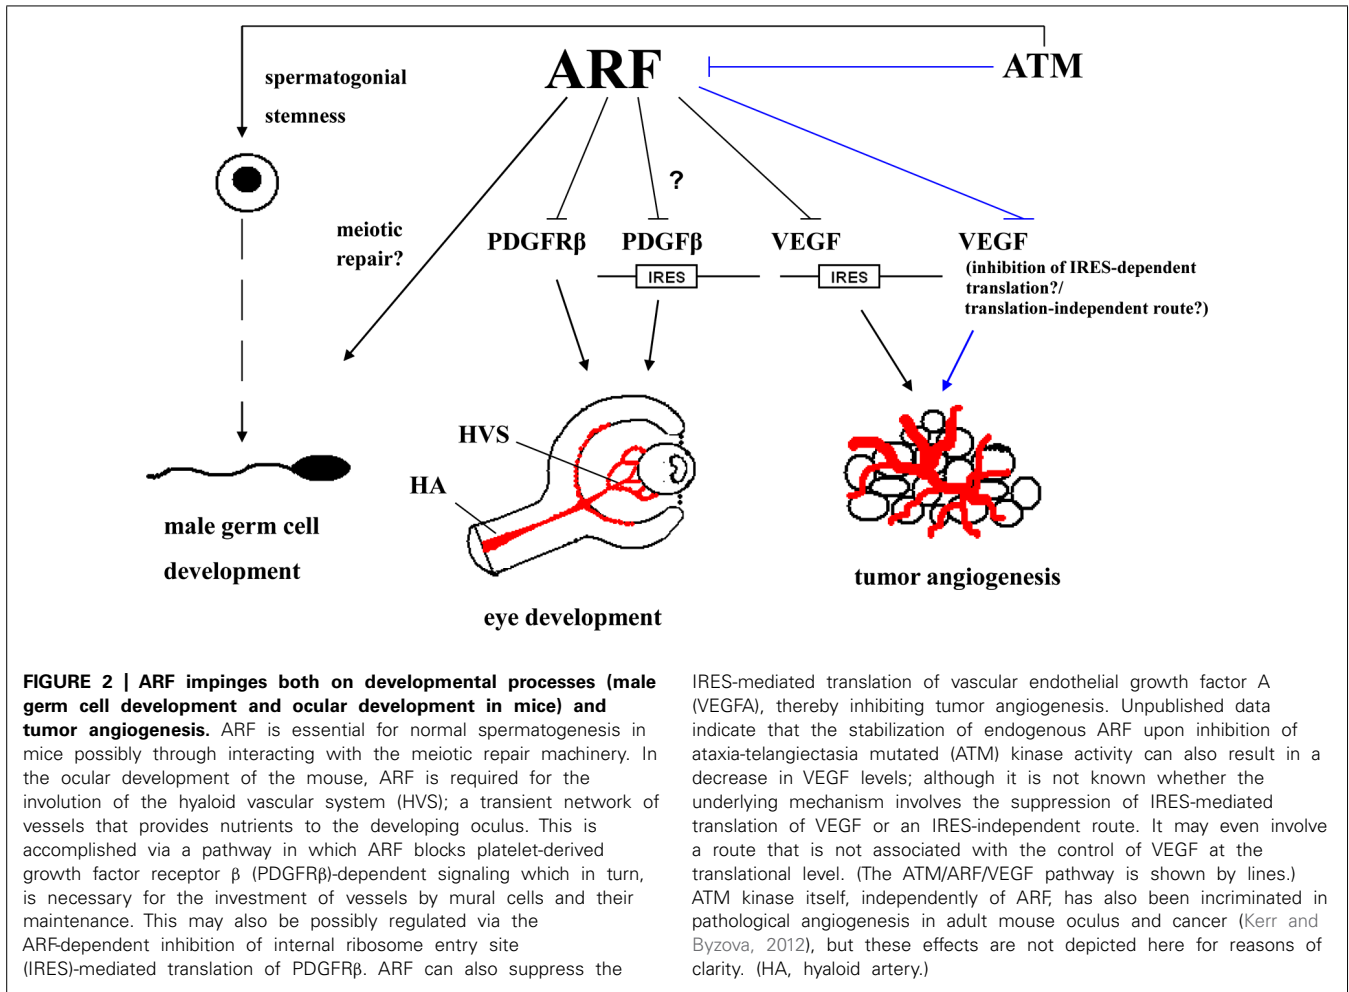 ARF
ATM
spermatogonial
stemness
?
meiotic
repair?
PDGFRβ
PDGFβ
VEGF
VEGF
IRES
IRES
(inhibition of IRES-dependent
translation?/
translation-independent route?)
HVS
HA
male germ cell
development
eye development
tumor angiogenesis
FIGURE 2 | ARF impinges both on developmental processes (male
germ cell development and ocular development in mice) and
tumor angiogenesis. ARF is essential for normal spermatogenesis in
mice possibly through interacting with the meiotic repair machinery. In
the ocular development of the mouse, ARF is required for the
involution of the hyaloid vascular system (HVS); a transient network of
vessels that provides nutrients to the developing oculus. This is
accomplished via a pathway in which ARF blocks platelet-derived
growth factor receptor β (PDGFRβ)-dependent signaling which in turn,
is necessary for the investment of vessels by mural cells and their
maintenance. This may also be possibly regulated via the
ARF-dependent inhibition of internal ribosome entry site
(IRES)-mediated translation of PDGFRβ. ARF can also suppress the
IRES-mediated translation of vascular endothelial growth factor A
(VEGFA), thereby inhibiting tumor angiogenesis. Unpublished data
indicate that the stabilization of endogenous ARF upon inhibition of
ataxia-telangiectasia mutated (ATM) kinase activity can also result in a
decrease in VEGF levels; although it is not known whether the
underlying mechanism involves the suppression of IRES-mediated
translation of VEGF or an IRES-independent route. It may even involve
a route that is not associated with the control of VEGF at the
translational level. (The ATM/ARF/VEGF pathway is shown by lines.)
ATM kinase itself, independently of ARF, has also been incriminated in
pathological angiogenesis in adult mouse oculus and cancer (Kerr and
Byzova, 2012), but these effects are not depicted here for reasons of
clarity. (HA, hyaloid artery.)